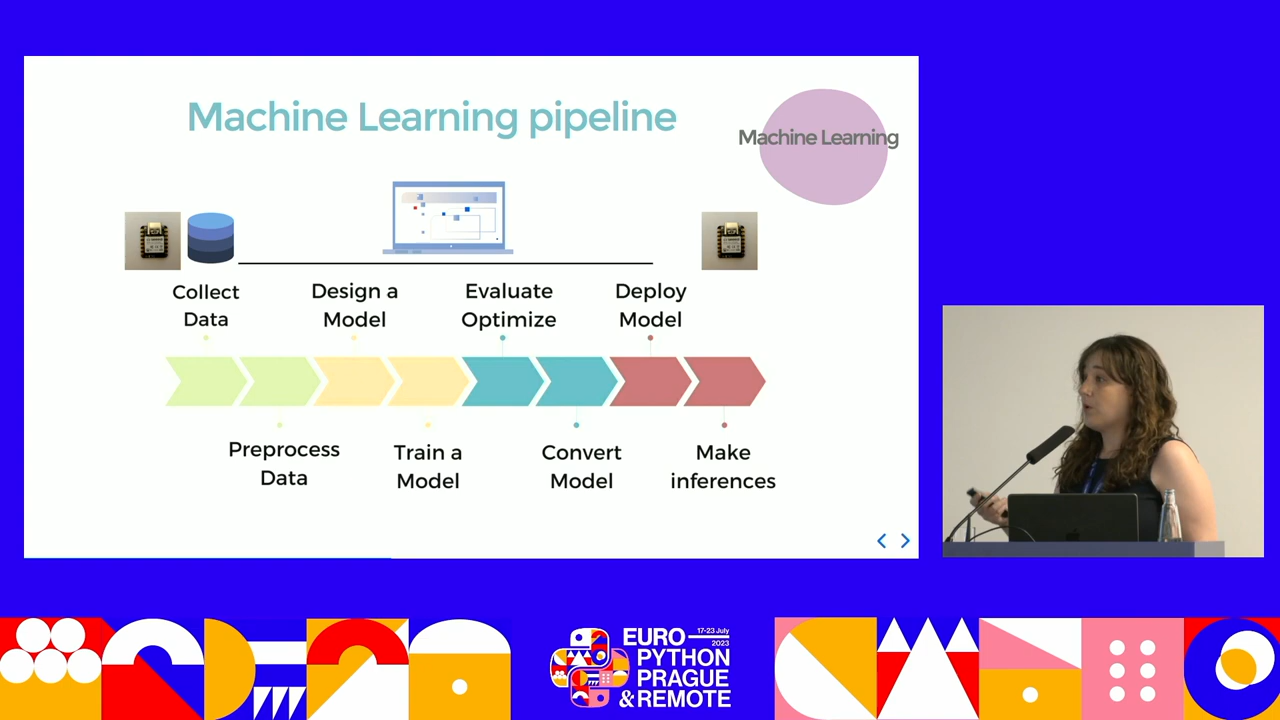 Machine Learning pipeline
Machine Learning
Collect
Data
Design a
Model
Evaluate
Optimize
Deploy
Model
Preprocess
Data
Train a
Model
Convert
Model
Make
inferences
EURO
17-23 July
2023
PYTHON
PRAGUE
& REMOTE